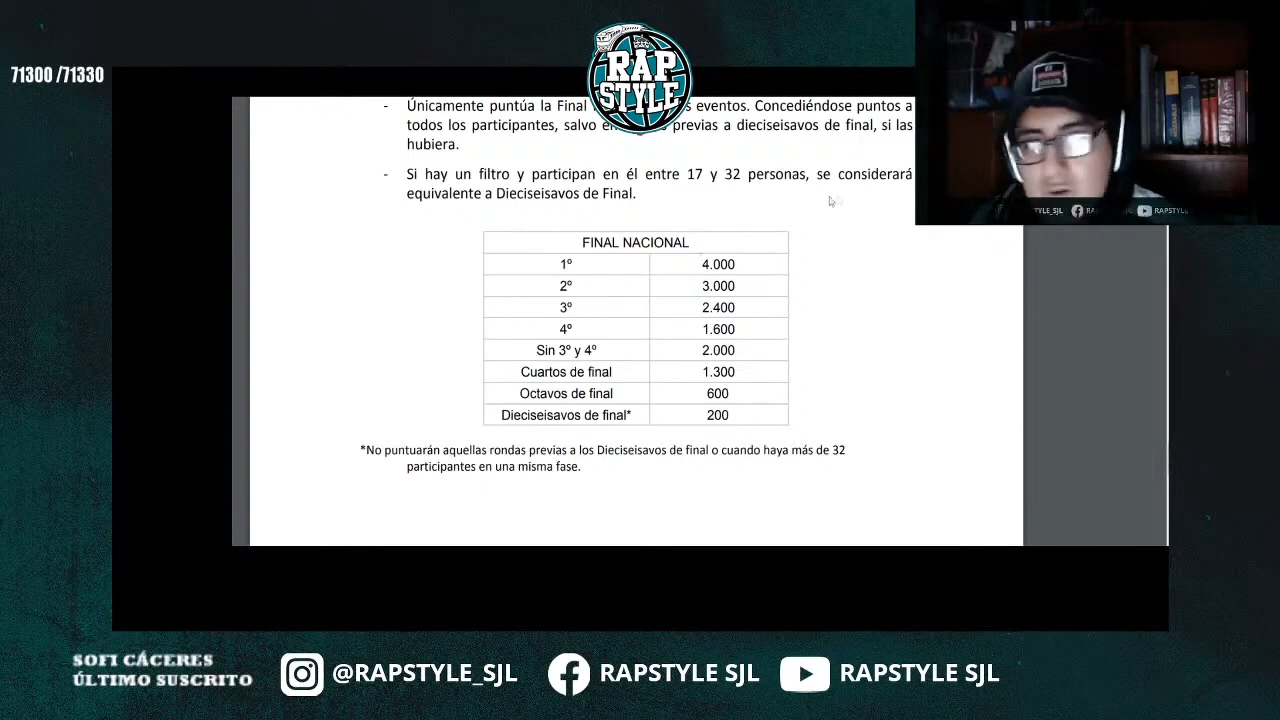 71300 /71330
RAP
STYLE
- Únicamente puntúa la Final s eventos. Concediéndose puntos a
todos los participantes, salvo en previas a dieciseisavos de final, si las
hubiera.
- Si hay un filtro y participan en él entre 17 y 32 personas, se considerará
equivalente a Dieciseisavos de Final.
TYLE_SJL RA RAPSTYLE
FINAL NACIONAL
1º 4.000
2º 3.000
3º 2.400
4º 1.600
Sin 3º y 4º 2.000
Cuartos de final 1.300
Octavos de final 600
Dieciseisavos de final* 200
*No puntuarán aquellas rondas previas a los Dieciseisavos de final o cuando haya más de 32
participantes en una misma fase.
SOFI CÁCERES
ÚLTIMO SUSCRITO
@RAPSTYLE_SJL RAPSTYLE SJL RAPSTYLE SJL